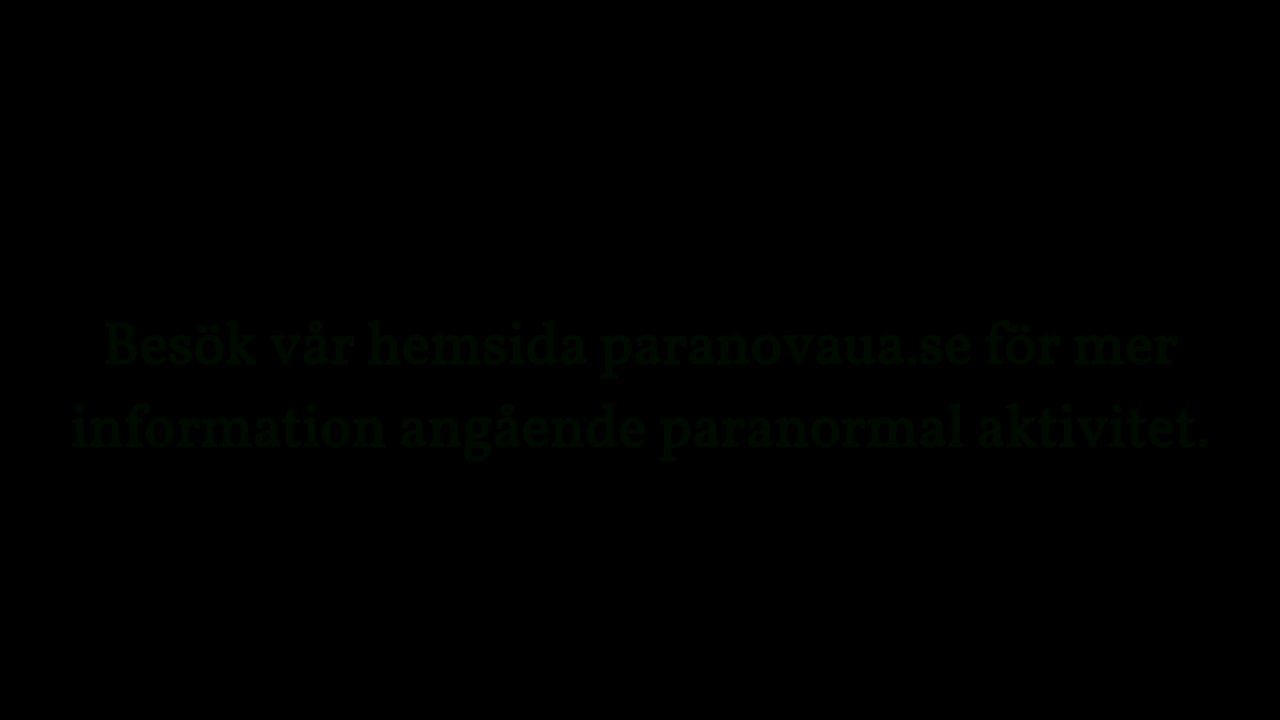 Besök vår hemsida paranovaua.se för mer
information angående paranormal aktivitet.